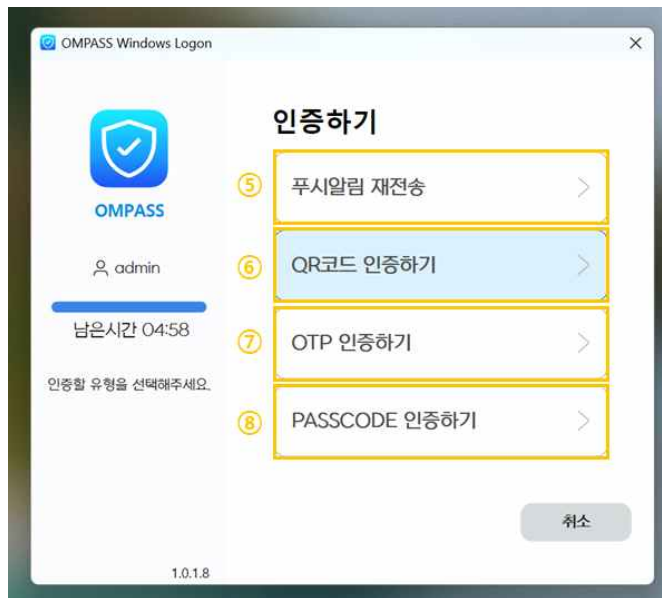 OMPASS Windows Logon
OMPASS
admin
남은시간 04:58
인증할 유형을 선택해주세요.
1.0.1.8
인증하기
⑤ 푸시알림 재전송
⑥ QR코드 인증하기
⑦ OTP 인증하기
⑧ PASSCODE 인증하기
취소